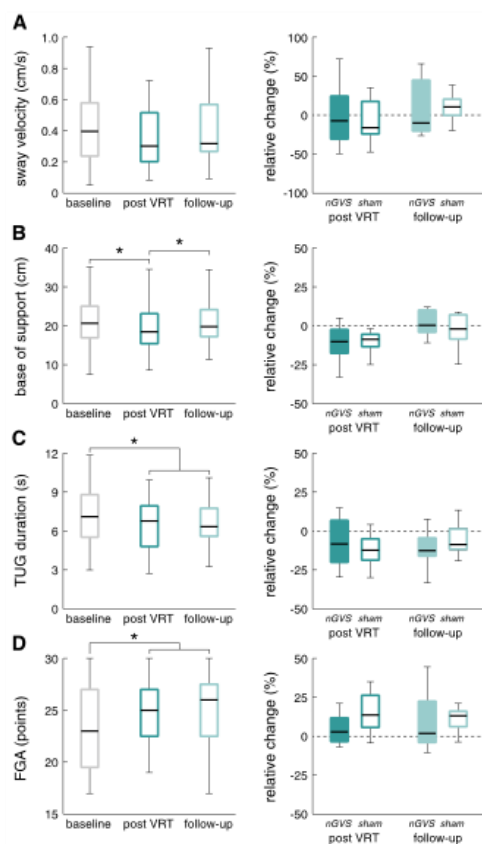 A
sway velocity (cm/s)
1.0
0.8
0.6
0.4
0.2
0
baseline post VRT follow-up
relative change (%)
100
50
0
-50
-100
nGVS sham nGVS sham
post VRT follow-up
B
base of support (cm)
40
30
20
10
0
* *
baseline post VRT follow-up
relative change (%)
50
25
0
-25
-50
nGVS sham nGVS sham
post VRT follow-up
C
TUG duration (s)
12
9
6
3
0
*
baseline post VRT follow-up
relative change (%)
50
25
0
-25
50
nGVS sham nGVS sham
post VRT follow-up
D
FGA (points)
30
25
20
15
*
baseline post VRT follow-up
relative change (%)
50
25
0
-25
-50
nGVS sham nGVS sham
post VRT follow-up